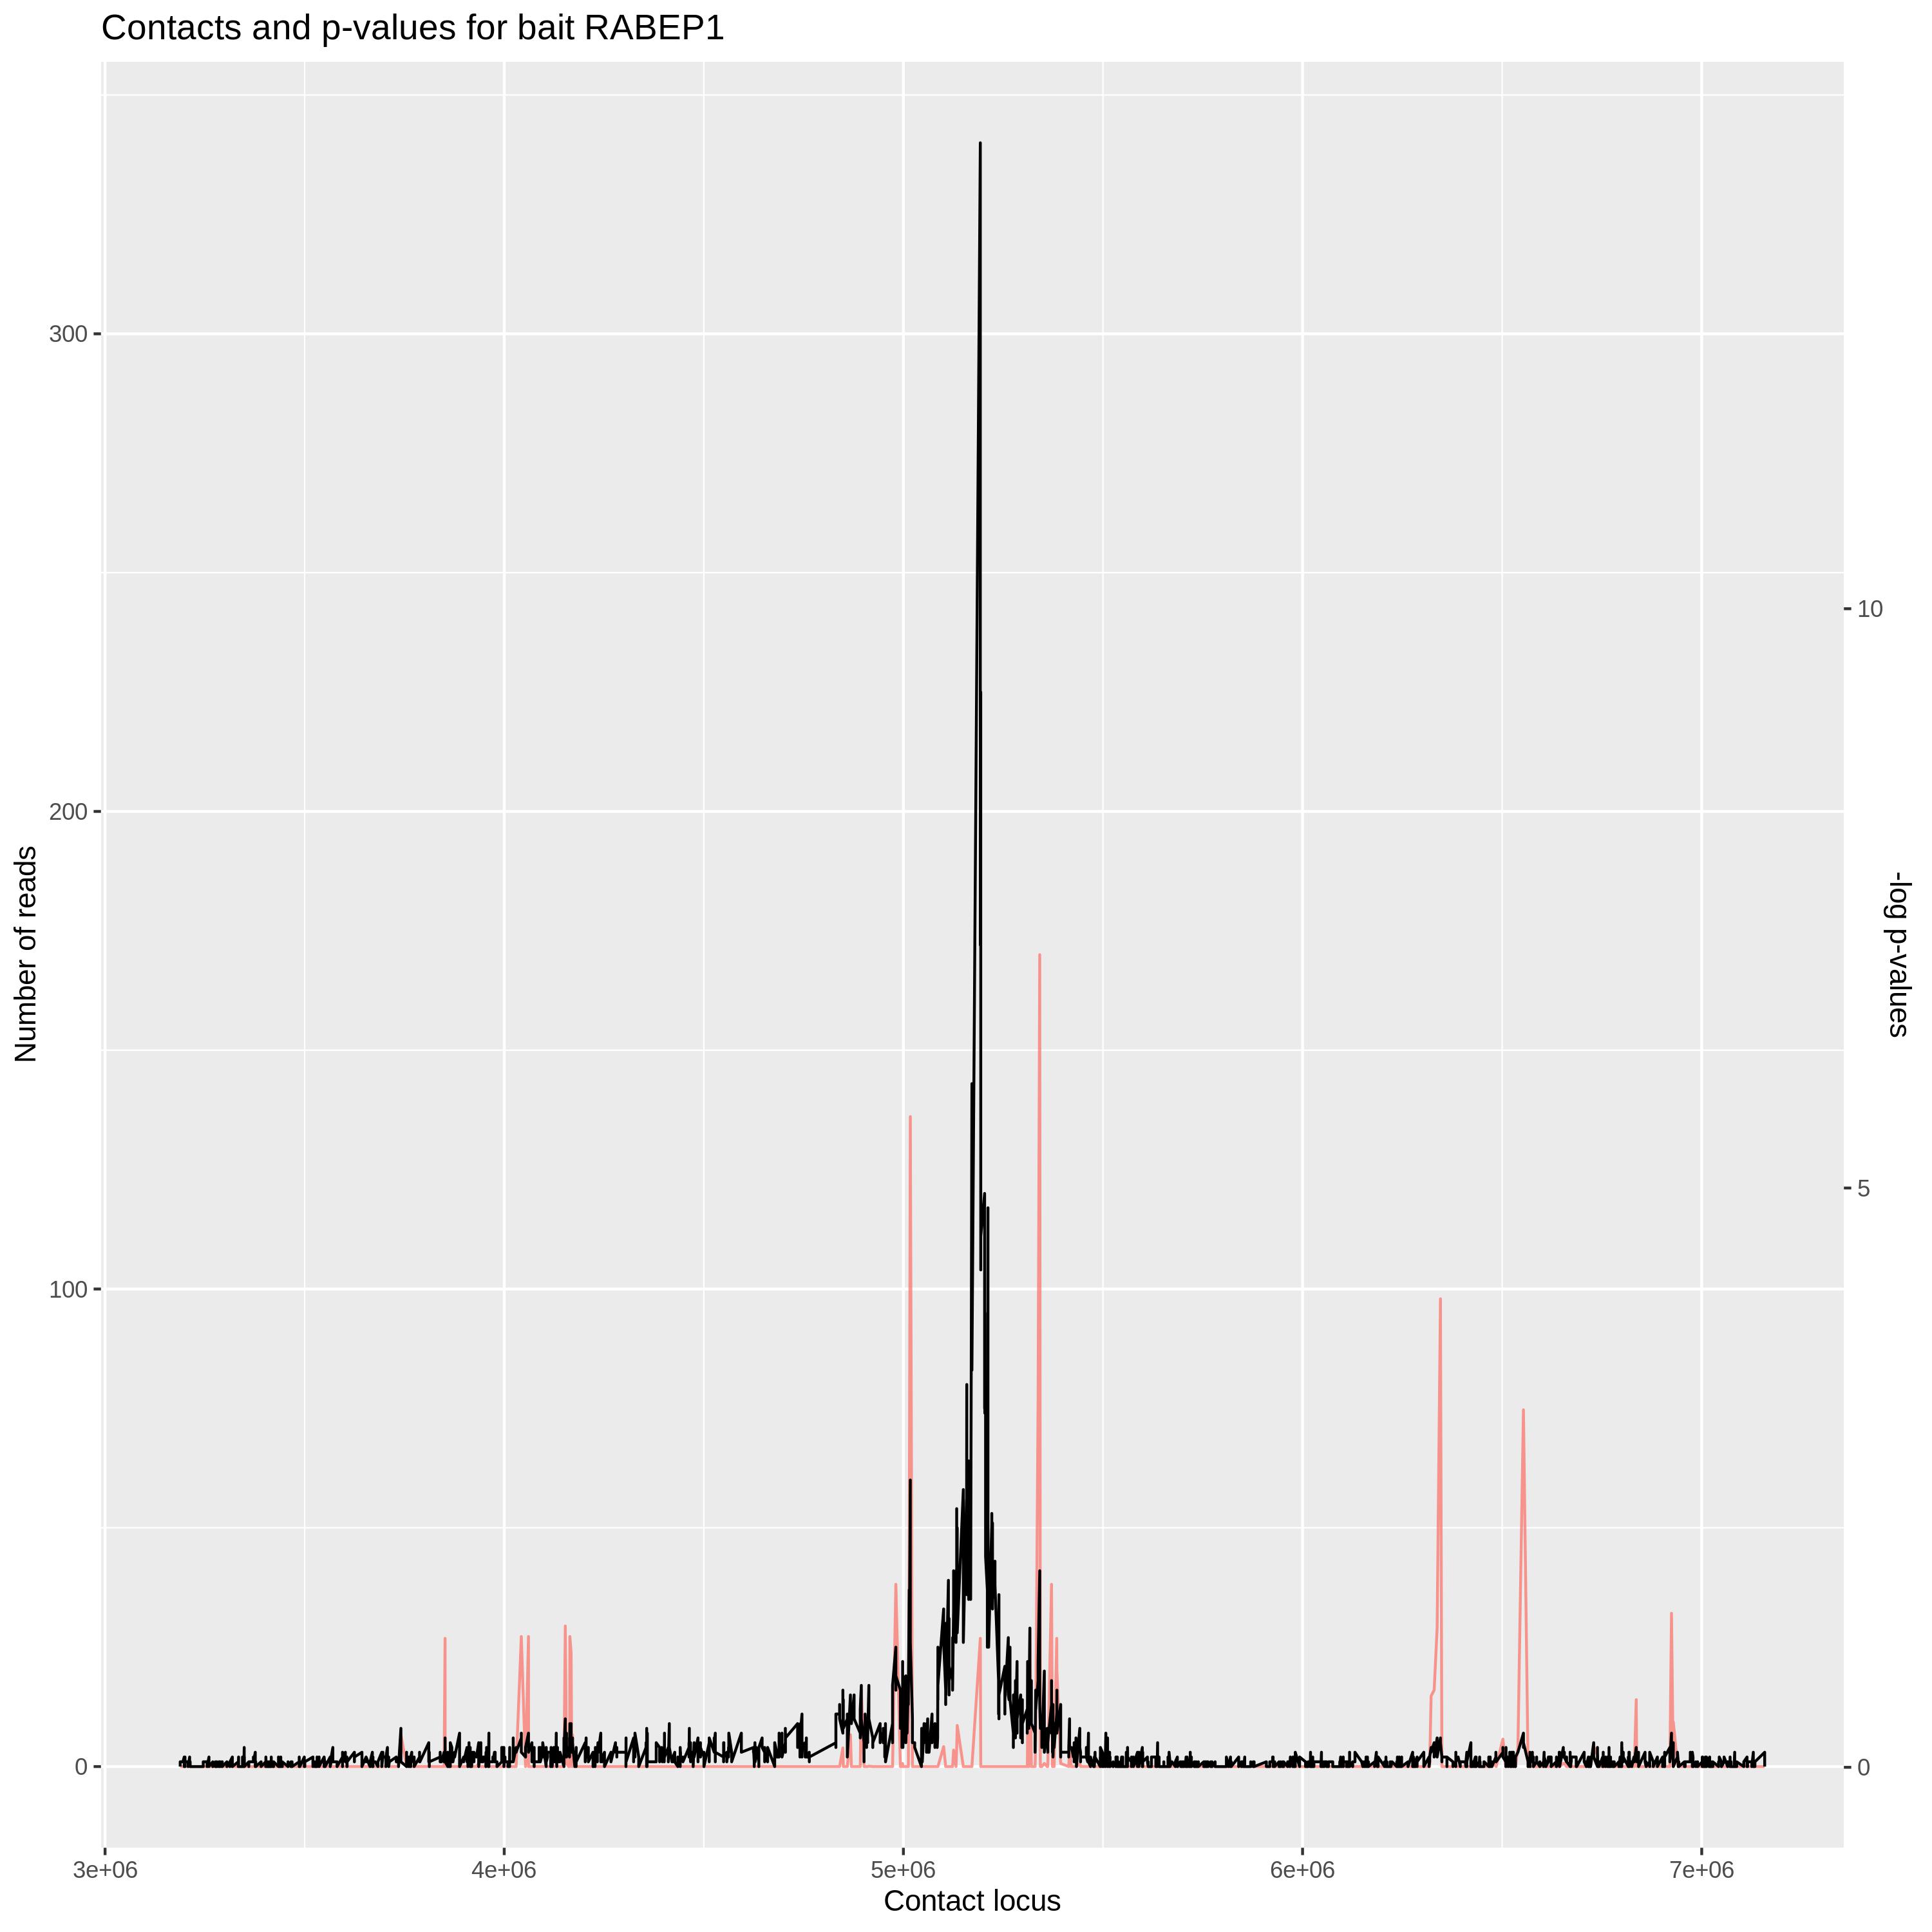 Contacts and p-values for bait RABEP1
Number of reads
300
200
100
0
10
5
0
-log p-values
3e+06
4e+06
5e+06
6e+06
7e+06
Contact locus